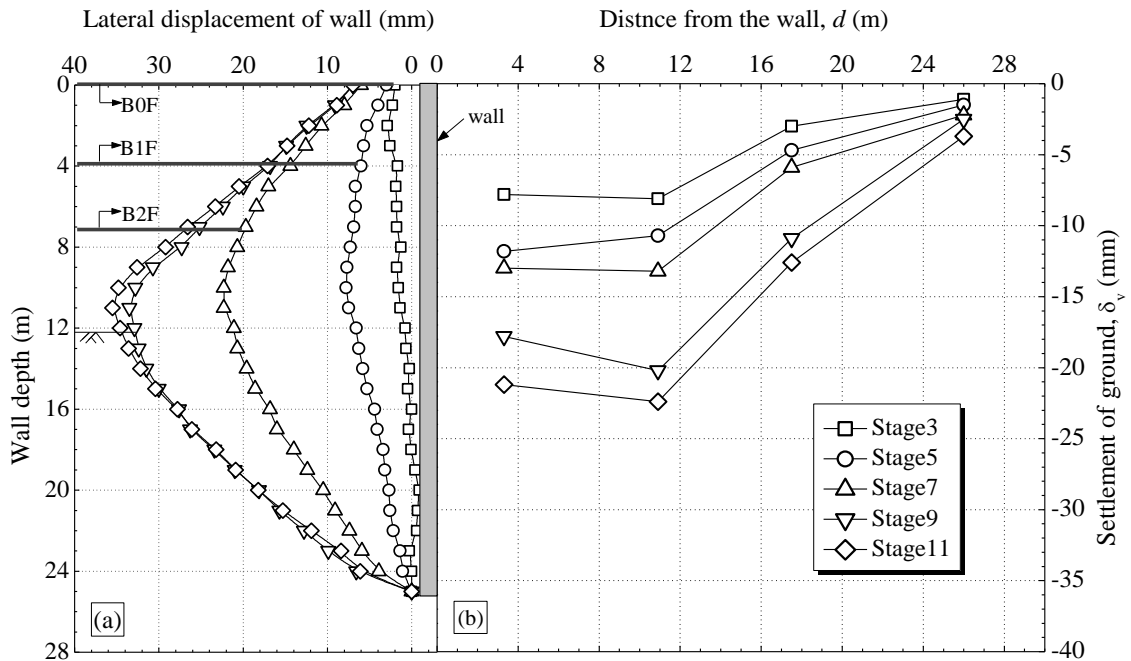 Lateral displacement of wall (mm)
Distnce from the wall, d (m)
40 30 20 10 0
0 4 8 12 16 20 24 28
0
4
8
12
16
20
24
28
Wall depth (m)
B0F
B1F
B2F
wall
(a)
(b)
Stage3
Stage5
Stage7
Stage9
Stage11
0
-5
-10
-15
-20
-25
-30
-35
-40
Settlement of ground, δv (mm)